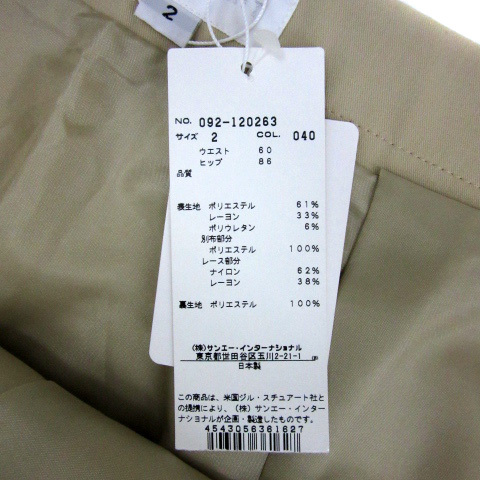 2
NO. 092-120263
サイズ 2 COL. 040
ウエスト 60
ヒップ 86
品質
表生地 ポリエステル 61%
レーヨン 33%
ポリウレタン 6%
別布部分
ポリエステル 100%
レース部分
ナイロン 62%
レーヨン 38%
裏生地 ポリエステル 100%
(株)サンエー・インターナショナル
東京都世田谷区玉川2-21-1
日本製
この商品は、米国ジル・スチュアート社と
の提携により、(株)サンエー・インター
ナショナルが企画・製造したものです。
4543056361627